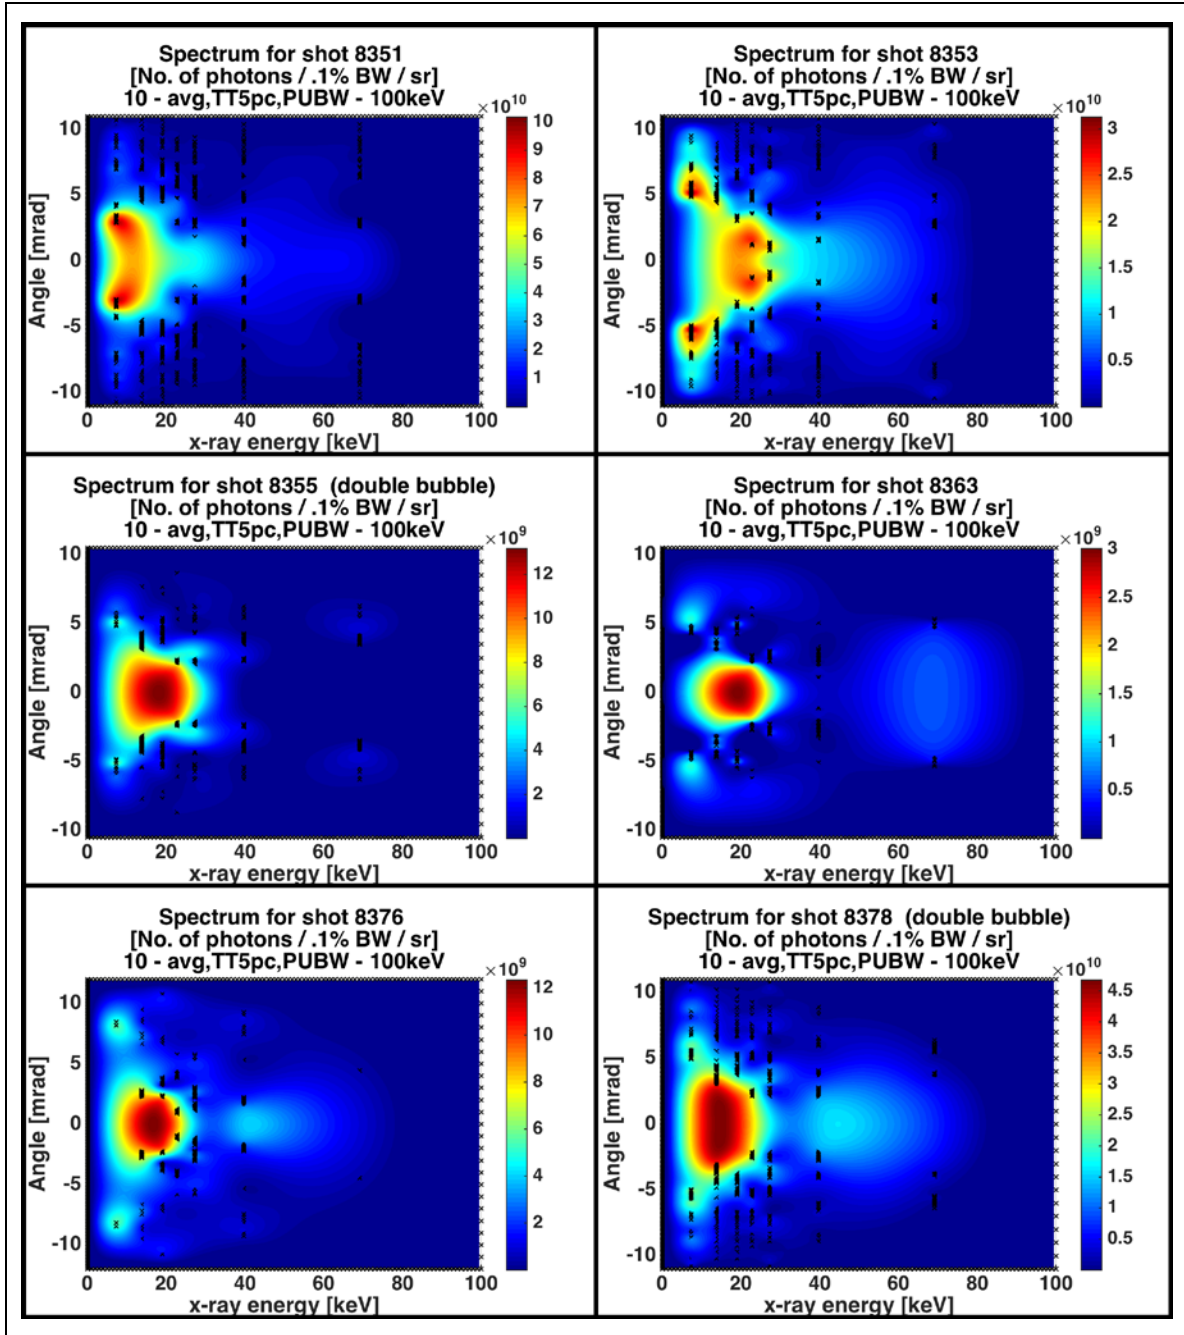 Spectrum for shot 8351
[No. of photons / .1% BW / sr]
10 - avg,TT5pc,PUBW - 100keV
×10^10
10
5
0
-5
-10
Angle [mrad]
0 20 40 60 80 100
x-ray energy [keV]
10
9
8
7
6
5
4
3
2
1
Spectrum for shot 8353
[No. of photons / .1% BW / sr]
10 - avg,TT5pc,PUBW - 100keV
×10^10
10
5
0
-5
-10
Angle [mrad]
0 20 40 60 80 100
x-ray energy [keV]
3
2.5
2
1.5
1
0.5
Spectrum for shot 8355 (double bubble)
[No. of photons / .1% BW / sr]
10 - avg,TT5pc,PUBW - 100keV
×10^9
10
5
0
-5
-10
Angle [mrad]
0 20 40 60 80 100
x-ray energy [keV]
12
10
8
6
4
2
Spectrum for shot 8363
[No. of photons / .1% BW / sr]
10 - avg,TT5pc,PUBW - 100keV
×10^9
10
5
0
-5
-10
Angle [mrad]
0 20 40 60 80 100
x-ray energy [keV]
3
2.5
2
1.5
1
0.5
Spectrum for shot 8376
[No. of photons / .1% BW / sr]
10 - avg,TT5pc,PUBW - 100keV
×10^9
10
5
0
-5
-10
Angle [mrad]
0 20 40 60 80 100
x-ray energy [keV]
12
10
8
6
4
2
Spectrum for shot 8378 (double bubble)
[No. of photons / .1% BW / sr]
10 - avg,TT5pc,PUBW - 100keV
×10^10
10
5
0
-5
-10
Angle [mrad]
0 20 40 60 80 100
x-ray energy [keV]
4.5
4
3.5
3
2.5
2
1.5
1
0.5